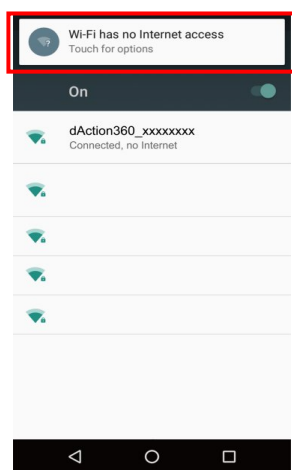 Wi-Fi has no Internet access
Touch for options
On
dAction360_xxxxxxxx
Connected, no Internet